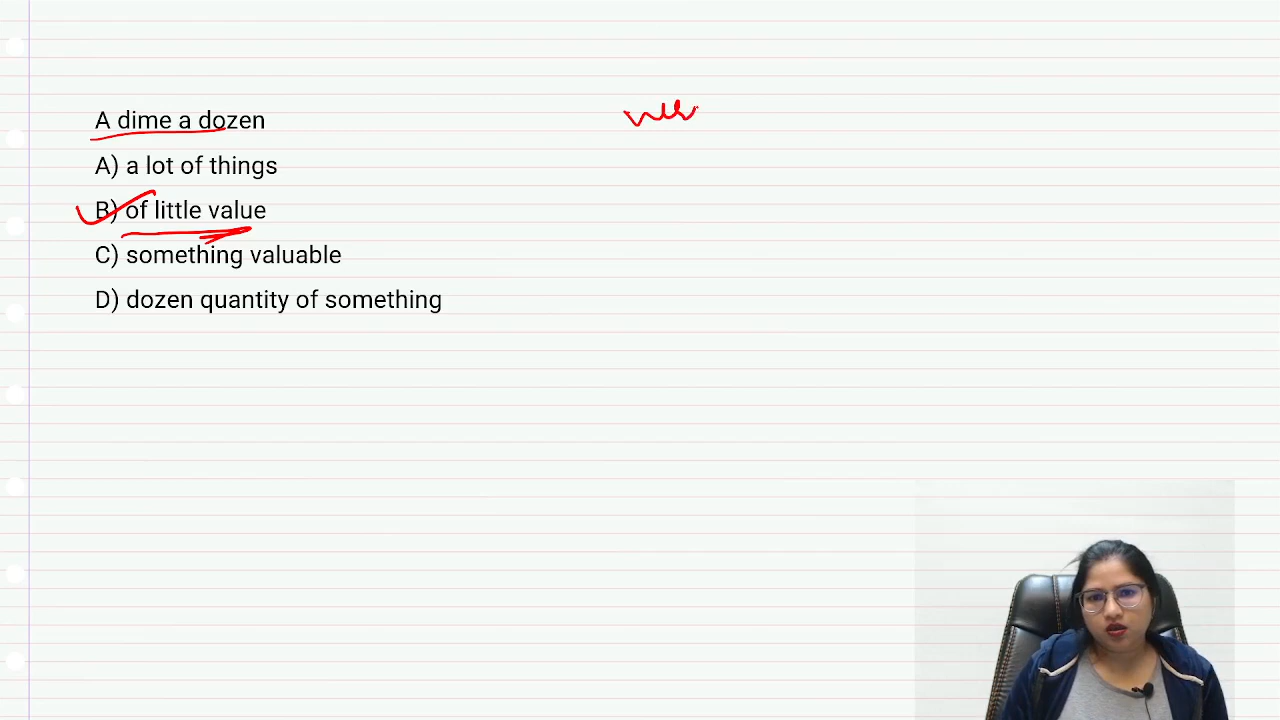 A dime a dozen
A) a lot of things
B) of little value
C) something valuable
D) dozen quantity of something